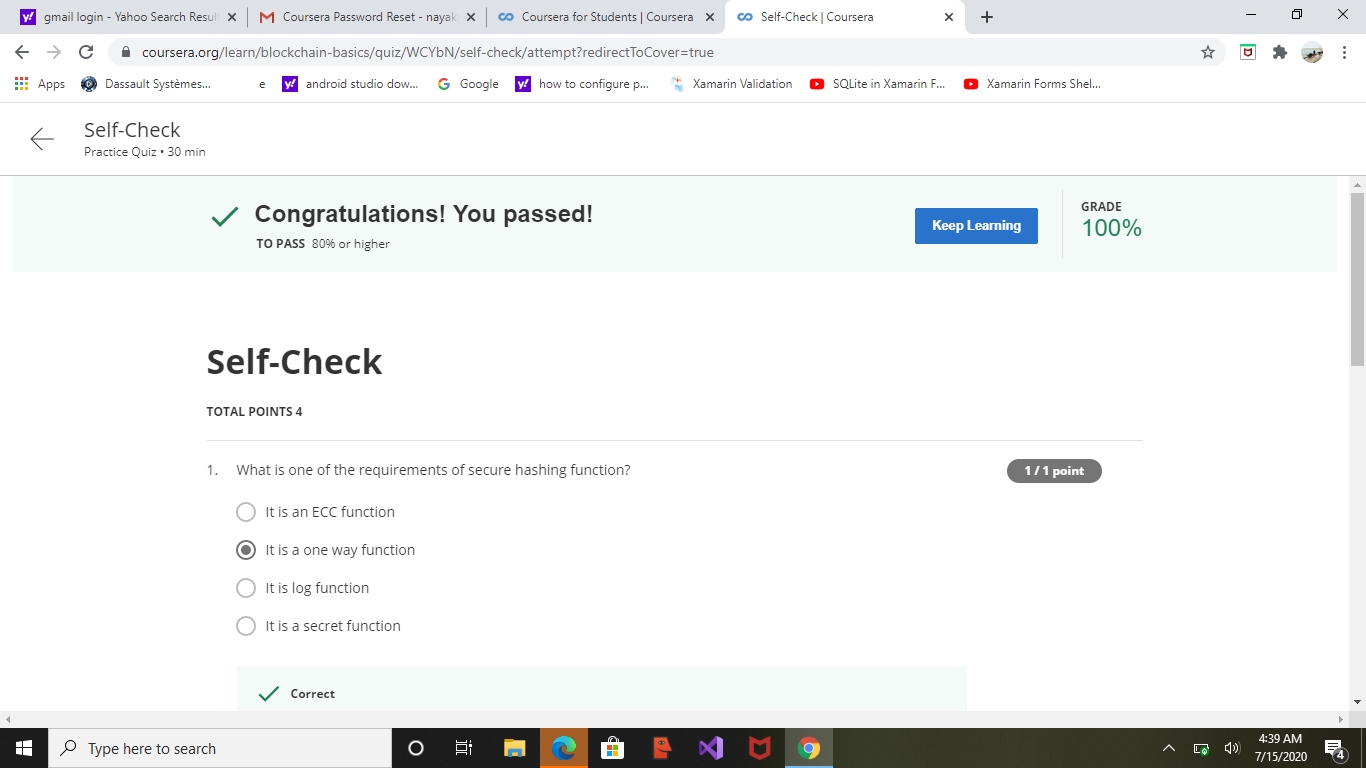 gmail login - Yahoo Search Resul
Coursera Password Reset - nayak
Coursera for Students | Coursera
Self-Check | Coursera
coursera.org/learn/blockchain-basics/quiz/WCYbN/self-check/attempt?redirectToCover=true
Apps
Dassault Systèmes...
e
android studio dow...
Google
how to configure p...
Xamarin Validation
SQLite in Xamarin F...
Xamarin Forms Shel...
Self-Check
Practice Quiz • 30 min
Congratulations! You passed!
TO PASS 80% or higher
Keep Learning
GRADE
100%
Self-Check
TOTAL POINTS 4
1. What is one of the requirements of secure hashing function?
1 / 1 point
It is an ECC function
It is a one way function
It is log function
It is a secret function
Correct
Type here to search
4:39 AM
7/15/2020
4